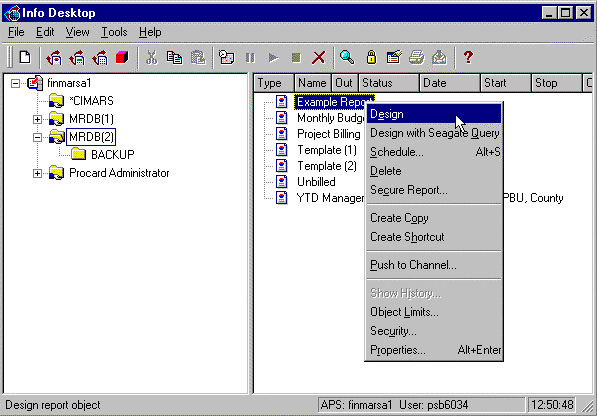 Info Desktop
File Edit View Tools Help
finmarsa1
*CIMARS
MRDB(1)
MRDB(2)
BACKUP
Procard Administrator
Type Name Out Status Date Start Stop
Example Report
Monthly Budge
Project Billing
Template (1)
Template (2)
Unbilled
YTD Manager PBU, County
Design
Design with Seagate Query
Schedule... Alt+S
Delete
Secure Report...
Create Copy
Create Shortcut
Push to Channel...
Show History...
Object Limits...
Security...
Properties... Alt+Enter
Design report object
APS: finmarsa1 User: psb6034
12:50:48